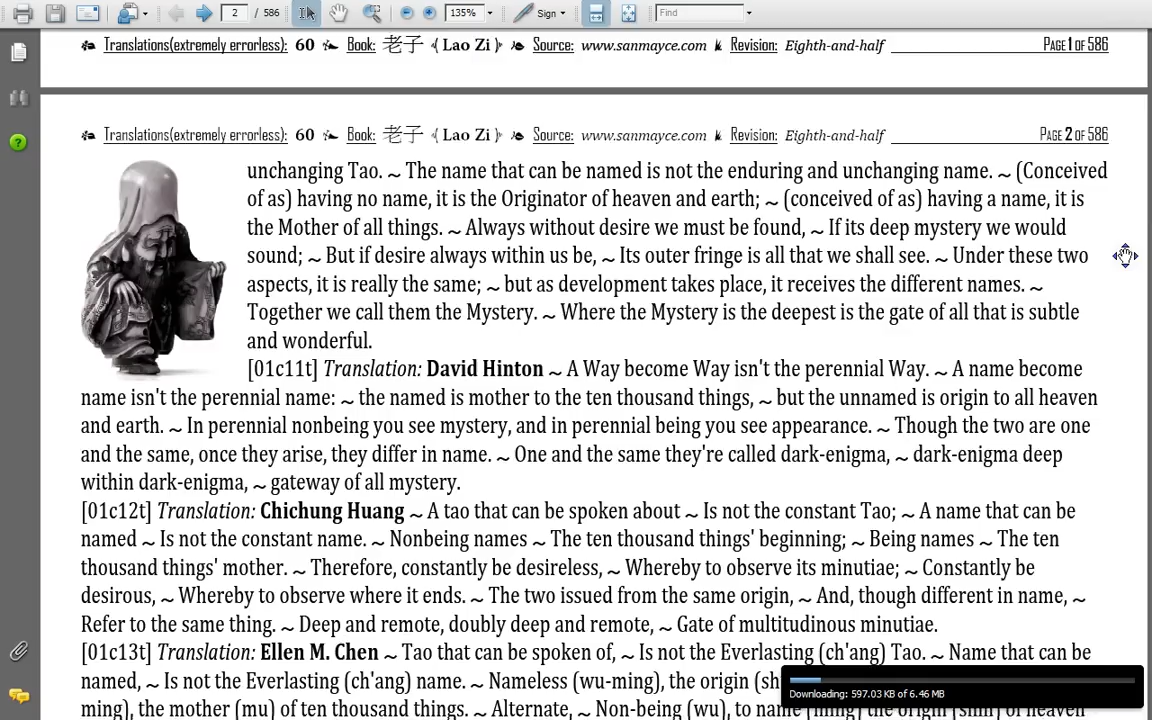 2 / 586 135% Sign Find
Translations(extremely errorless): 60 Book: 老子 Lao Zi Source: www.sanmayce.com Revision: Eighth-and-half PAGE 1 OF 586
Translations(extremely errorless): 60 Book: 老子 Lao Zi Source: www.sanmayce.com Revision: Eighth-and-half PAGE 2 OF 586
unchanging Tao. ~ The name that can be named is not the enduring and unchanging name. ~ (Conceived
of as) having no name, it is the Originator of heaven and earth; ~ (conceived of as) having a name, it is
the Mother of all things. ~ Always without desire we must be found, ~ If its deep mystery we would
sound; ~ But if desire always within us be, ~ Its outer fringe is all that we shall see. ~ Under these two
aspects, it is really the same; ~ but as development takes place, it receives the different names. ~
Together we call them the Mystery. ~ Where the Mystery is the deepest is the gate of all that is subtle
and wonderful.
[01c11t] Translation: David Hinton ~ A Way become Way isn't the perennial Way. ~ A name become
name isn't the perennial name: ~ the named is mother to the ten thousand things, ~ but the unnamed is origin to all heaven
and earth. ~ In perennial nonbeing you see mystery, and in perennial being you see appearance. ~ Though the two are one
and the same, once they arise, they differ in name. ~ One and the same they're called dark-enigma, ~ dark-enigma deep
within dark-enigma, ~ gateway of all mystery.
[01c12t] Translation: Chichung Huang ~ A tao that can be spoken about ~ Is not the constant Tao; ~ A name that can be
named ~ Is not the constant name. ~ Nonbeing names ~ The ten thousand things' beginning; ~ Being names ~ The ten
thousand things' mother. ~ Therefore, constantly be desireless, ~ Whereby to observe its minutiae; ~ Constantly be
desirous, ~ Whereby to observe where it ends. ~ The two issued from the same origin, ~ And, though different in name, ~
Refer to the same thing. ~ Deep and remote, doubly deep and remote, ~ Gate of multitudinous minutiae.
[01c13t] Translation: Ellen M. Chen ~ Tao that can be spoken of, ~ Is not the Everlasting (ch'ang) Tao. ~ Name that can be
named, ~ Is not the Everlasting (ch'ang) name. ~ Nameless (wu-ming), the origin
ming), the mother (mu) of ten thousand things. ~ Alternate, ~ Non-being (wu), to name (ming) the origin (shih) of heaven
Downloading: 597.03 KB of 6.46 MB